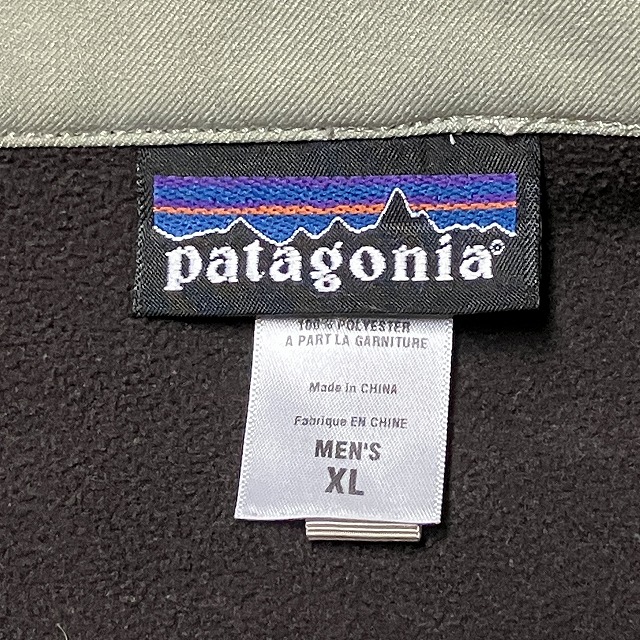 patagonia®
100% POLYESTER
A PART LA GARNITURE
Made in CHINA
Fabrique EN CHINE
MEN'S
XL